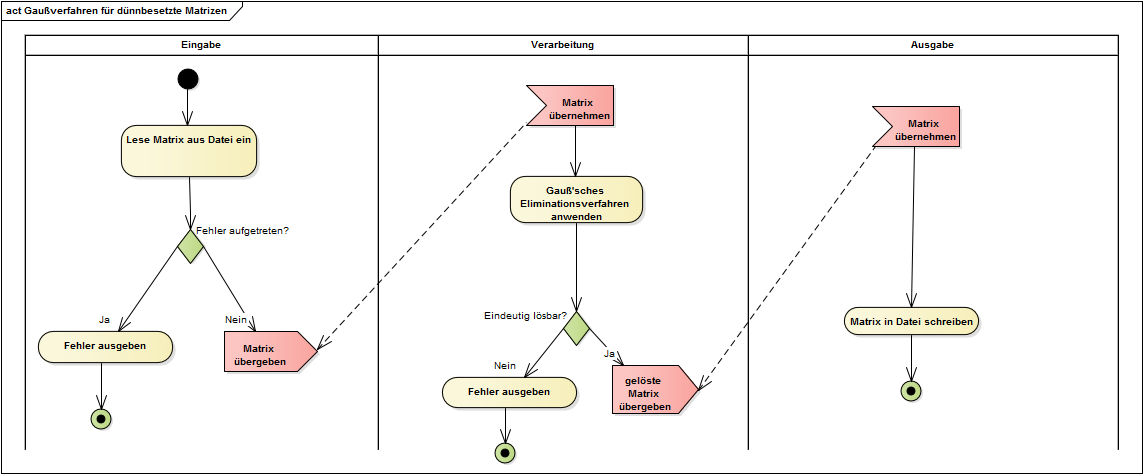 act Gaußverfahren für dünnbesetzte Matrizen
Eingabe
Verarbeitung
Ausgabe
Lese Matrix aus Datei ein
Fehler aufgetreten?
Ja
Nein
Fehler ausgeben
Matrix
übergeben
Matrix
übernehmen
Gauß'sches
Eliminationsverfahren
anwenden
Eindeutig lösbar?
Nein
Ja
Fehler ausgeben
gelöste
Matrix
übergeben
Matrix
übernehmen
Matrix in Datei schreiben